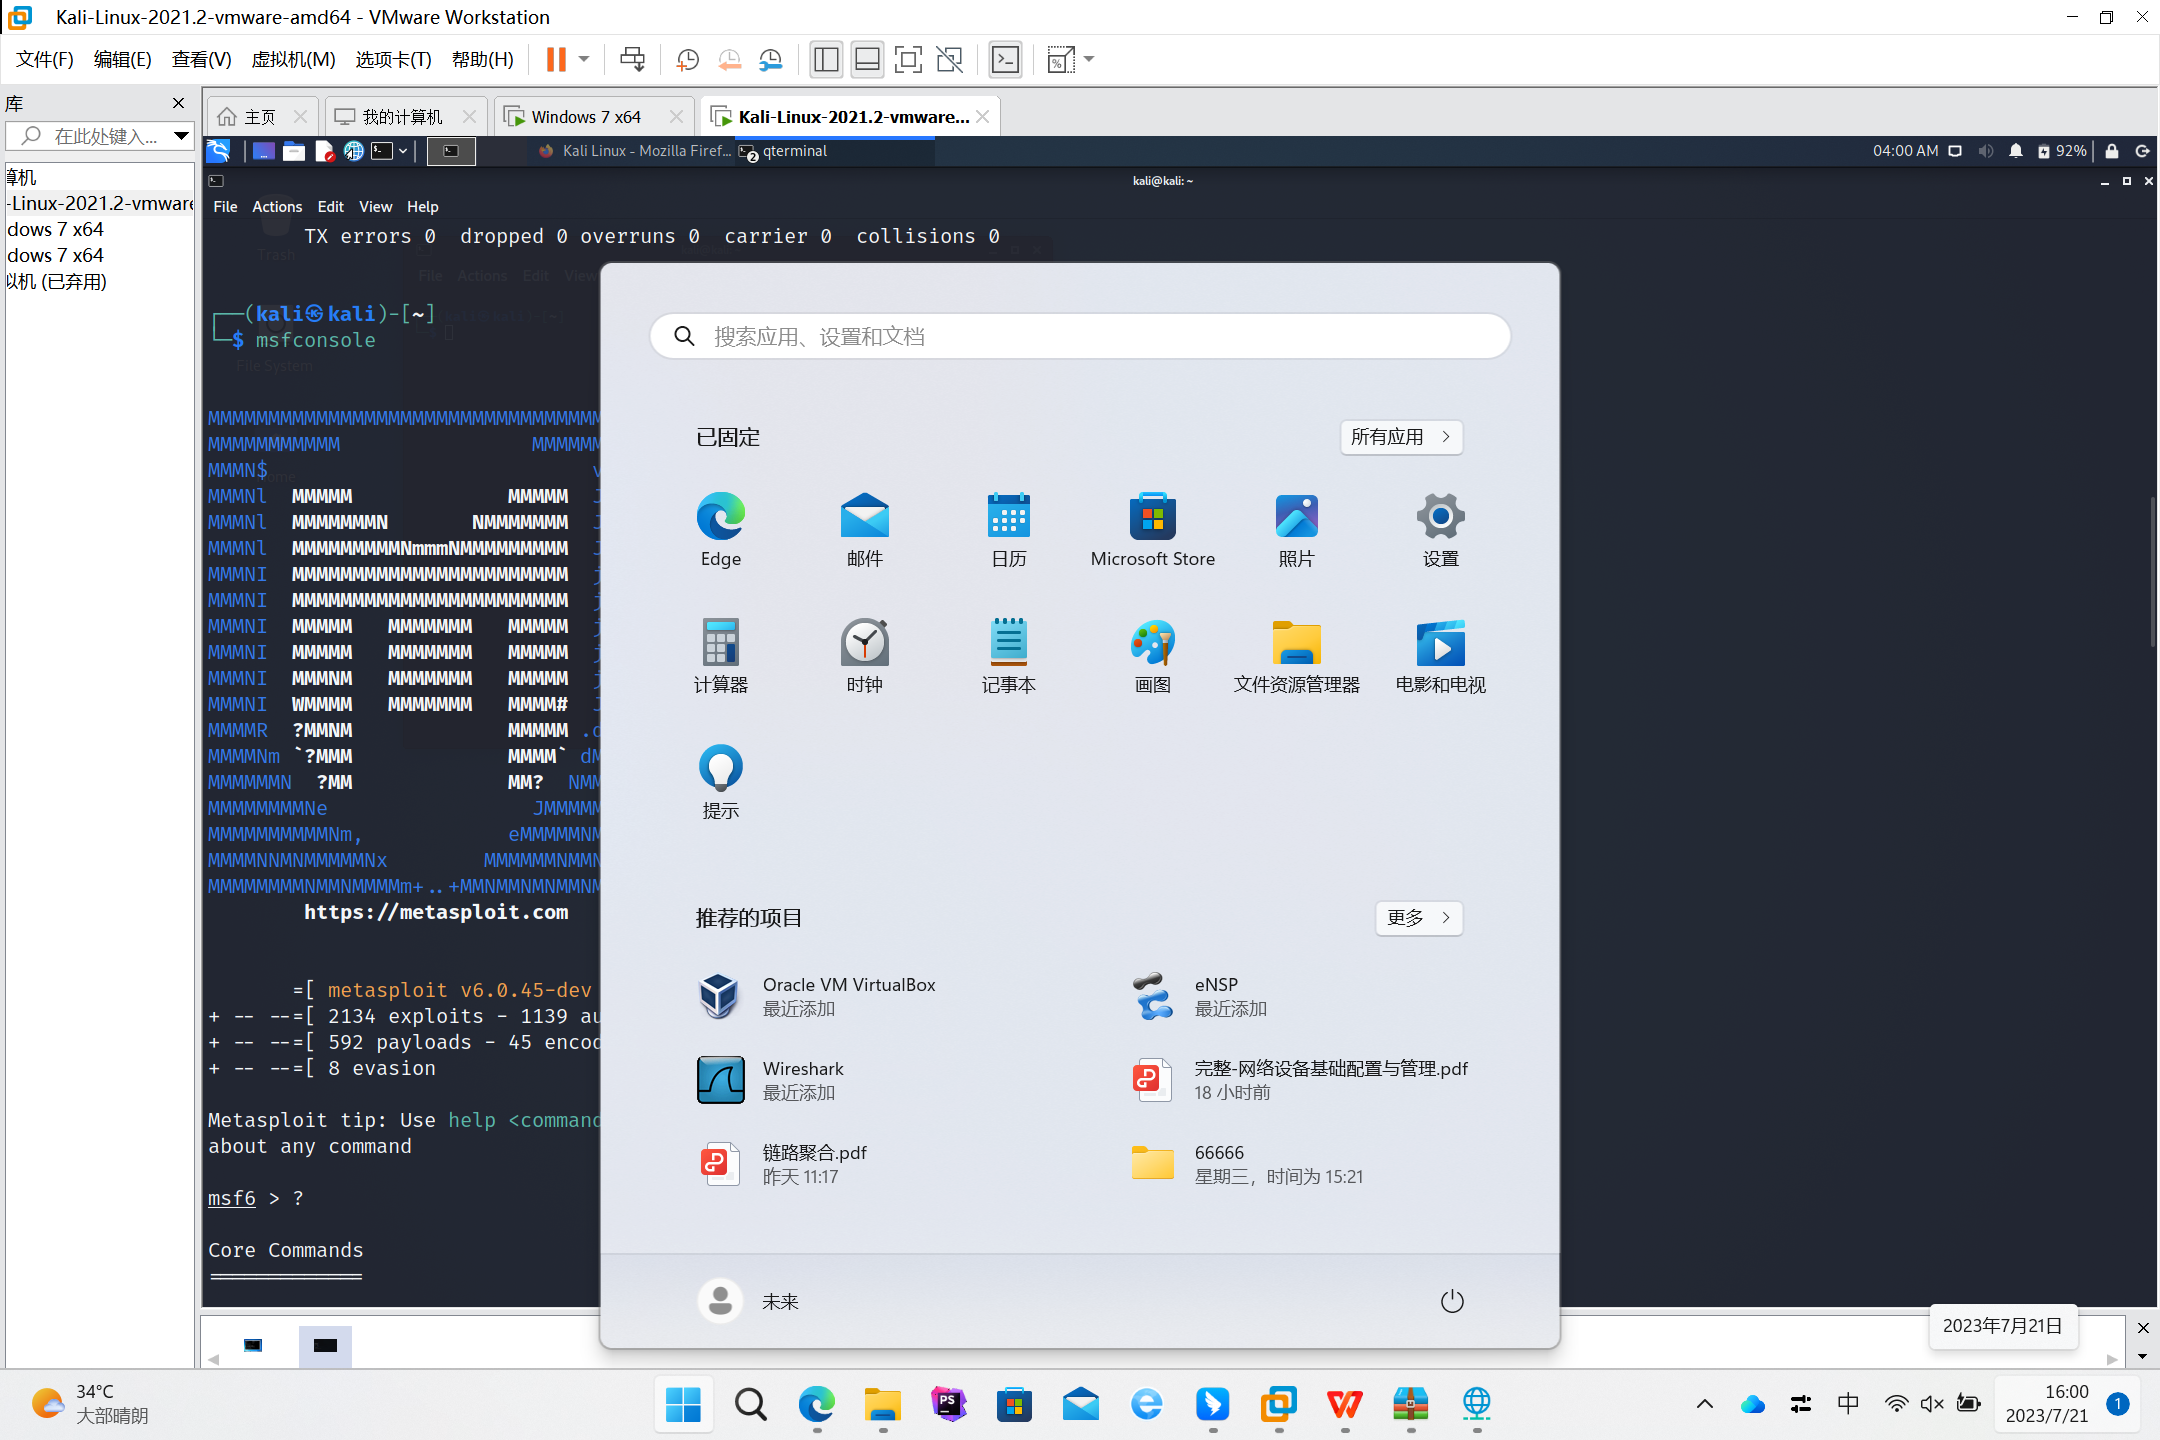 Kali-Linux-2021.2-vmware-amd64 - VMware Workstation
文件(F) 编辑(E) 查看(V) 虚拟机(M) 选项卡(T) 帮助(H)
库
在此处键入...
算机
-Linux-2021.2-vmware
dows 7 x64
dows 7 x64
拟机 (已弃用)
主页 我的计算机 Windows 7 x64 Kali-Linux-2021.2-vmware...
Kali Linux - Mozilla Firef... qterminal 04:00 AM 92%
kali@kali: ~
File Actions Edit View Help
TX errors 0 dropped 0 overruns 0 carrier 0 collisions 0
Trash
File Actions Edit View
┌──(kali㉿kali)-[~]
└─$ msfconsole
File System
MMMMMMMMMMMMMMMMMMMMMMMMMMMMMMMMM
MMMMMMMMMMM                MMMMMM
MMMN$                           v
MMMNl  MMMMM             MMMMM  J
MMMNl  MMMMMMMN       NMMMMMMM  J
MMMNl  MMMMMMMMMNmmmNMMMMMMMMM  J
MMMNI  MMMMMMMMMMMMMMMMMMMMMMM  j
MMMNI  MMMMMMMMMMMMMMMMMMMMMMM  j
MMMNI  MMMMM   MMMMMMM   MMMMM  j
MMMNI  MMMMM   MMMMMMM   MMMMM  j
MMMNI  MMMNM   MMMMMMM   MMMMM  j
MMMNI  WMMMM   MMMMMMM   MMMM#  J
MMMMR  ?MMNM             MMMMM .d
MMMMNm `?MMM             MMMM` dM
MMMMMMN  ?MM             MM?  NMM
MMMMMMMMNe                 JMMMMM
MMMMMMMMMMNm,            eMMMMMNM
MMMMNNMNMMMMMNx        MMMMMMNMMN
MMMMMMMMNMMNMMMMm+..+MMNMMNMNMMNM
https://metasploit.com
=[ metasploit v6.0.45-dev
+ -- --=[ 2134 exploits - 1139 au
+ -- --=[ 592 payloads - 45 encod
+ -- --=[ 8 evasion
Metasploit tip: Use help <command
about any command
msf6 > ?
Core Commands
=============
搜索应用、设置和文档
已固定 所有应用
Edge 邮件 日历 Microsoft Store 照片 设置
计算器 时钟 记事本 画图 文件资源管理器 电影和电视
提示
推荐的项目 更多
Oracle VM VirtualBox
最近添加
eNSP
最近添加
Wireshark
最近添加
完整-网络设备基础配置与管理.pdf
18 小时前
链路聚合.pdf
昨天 11:17
66666
星期三，时间为 15:21
未来
2023年7月21日
34°C
大部晴朗
中
16:00
2023/7/21
1